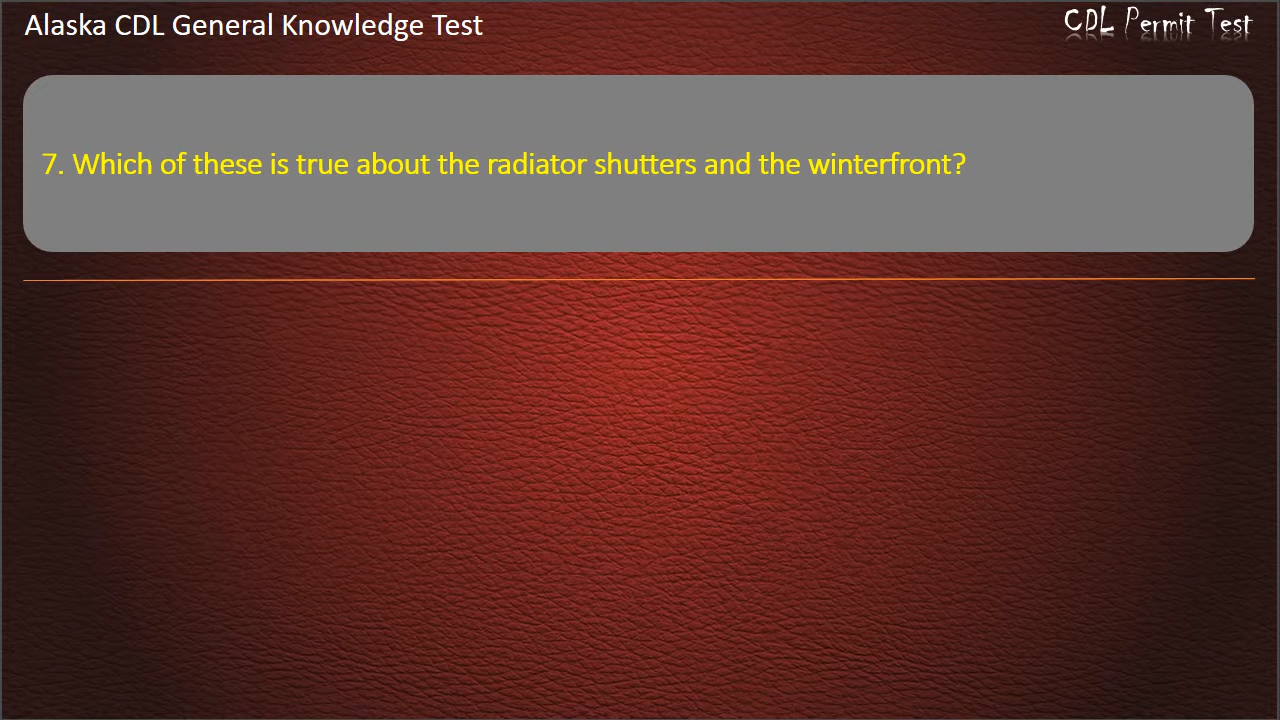 Alaska CDL General Knowledge Test
CDL Permit Test
7. Which of these is true about the radiator shutters and the winterfront?